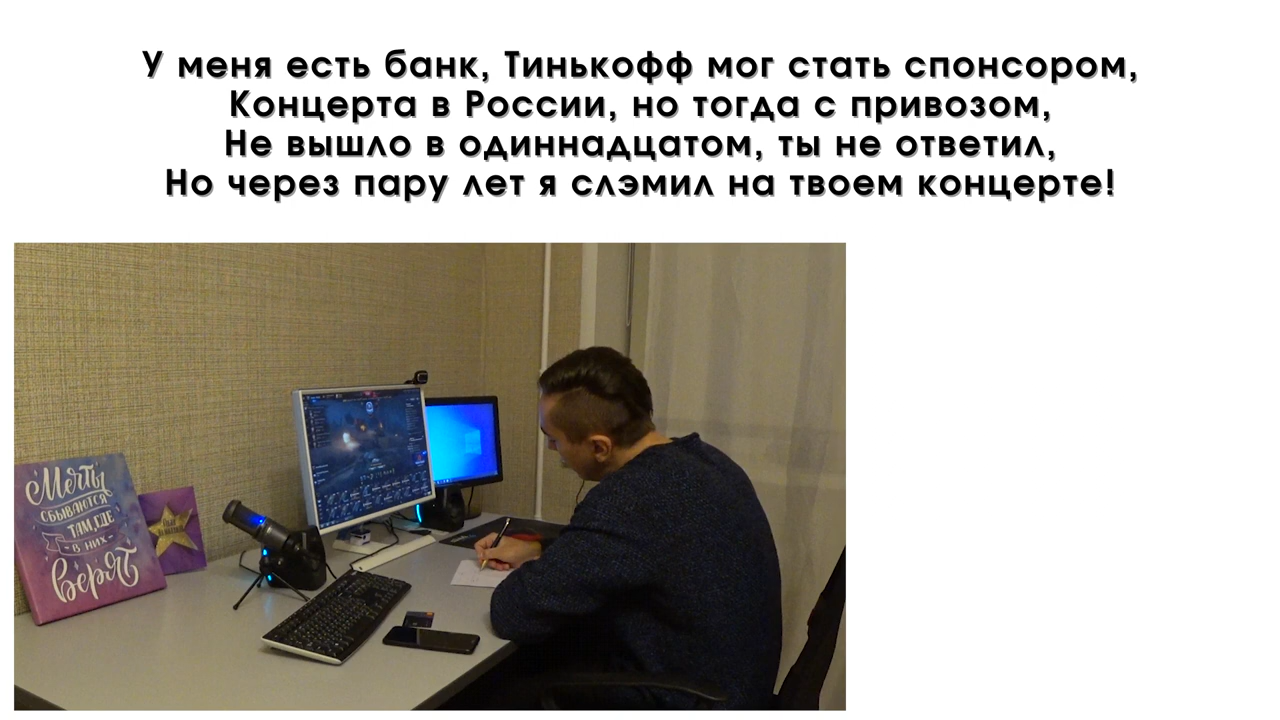 У меня есть банк, Тинькофф мог стать спонсором,
Концерта в России, но тогда с привозом,
Не вышло в одиннадцатом, ты не ответил,
Но через пару лет я слэмил на твоем концерте!
Мечты
сбываются
там, где
в них
верят